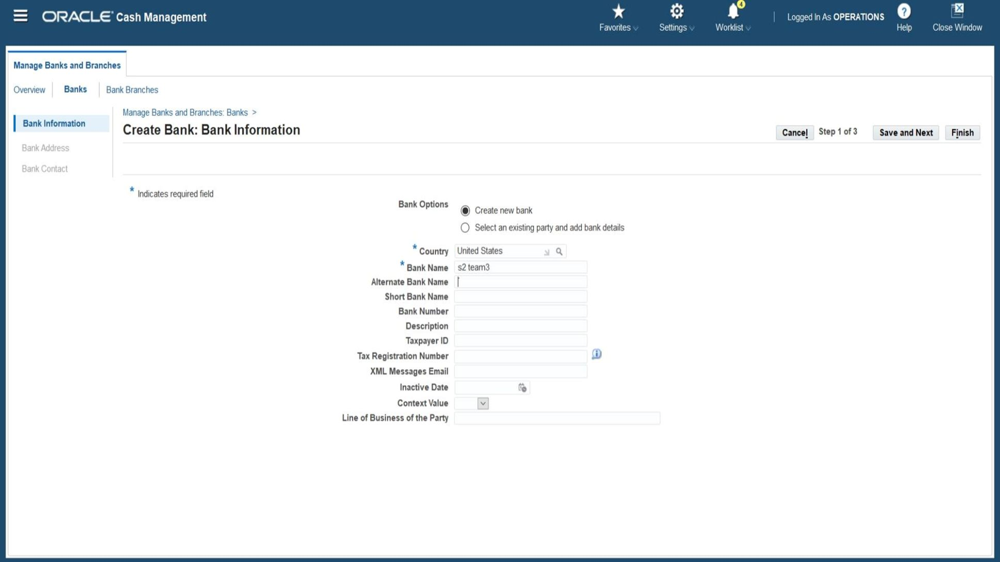 ORACLE® Cash Management
4
Favorites
Settings
Worklist
Logged In As OPERATIONS
Help
Close Window
Manage Banks and Branches
Overview
Banks
Bank Branches
Bank Information
Bank Address
Bank Contact
Manage Banks and Branches: Banks >
Create Bank: Bank Information
Cancel
Step 1 of 3
Save and Next
Finish
* Indicates required field
Bank Options
Create new bank
Select an existing party and add bank details
* Country United States
* Bank Name s2 team3
Alternate Bank Name
Short Bank Name
Bank Number
Description
Taxpayer ID
Tax Registration Number
XML Messages Email
Inactive Date
Context Value
Line of Business of the Party